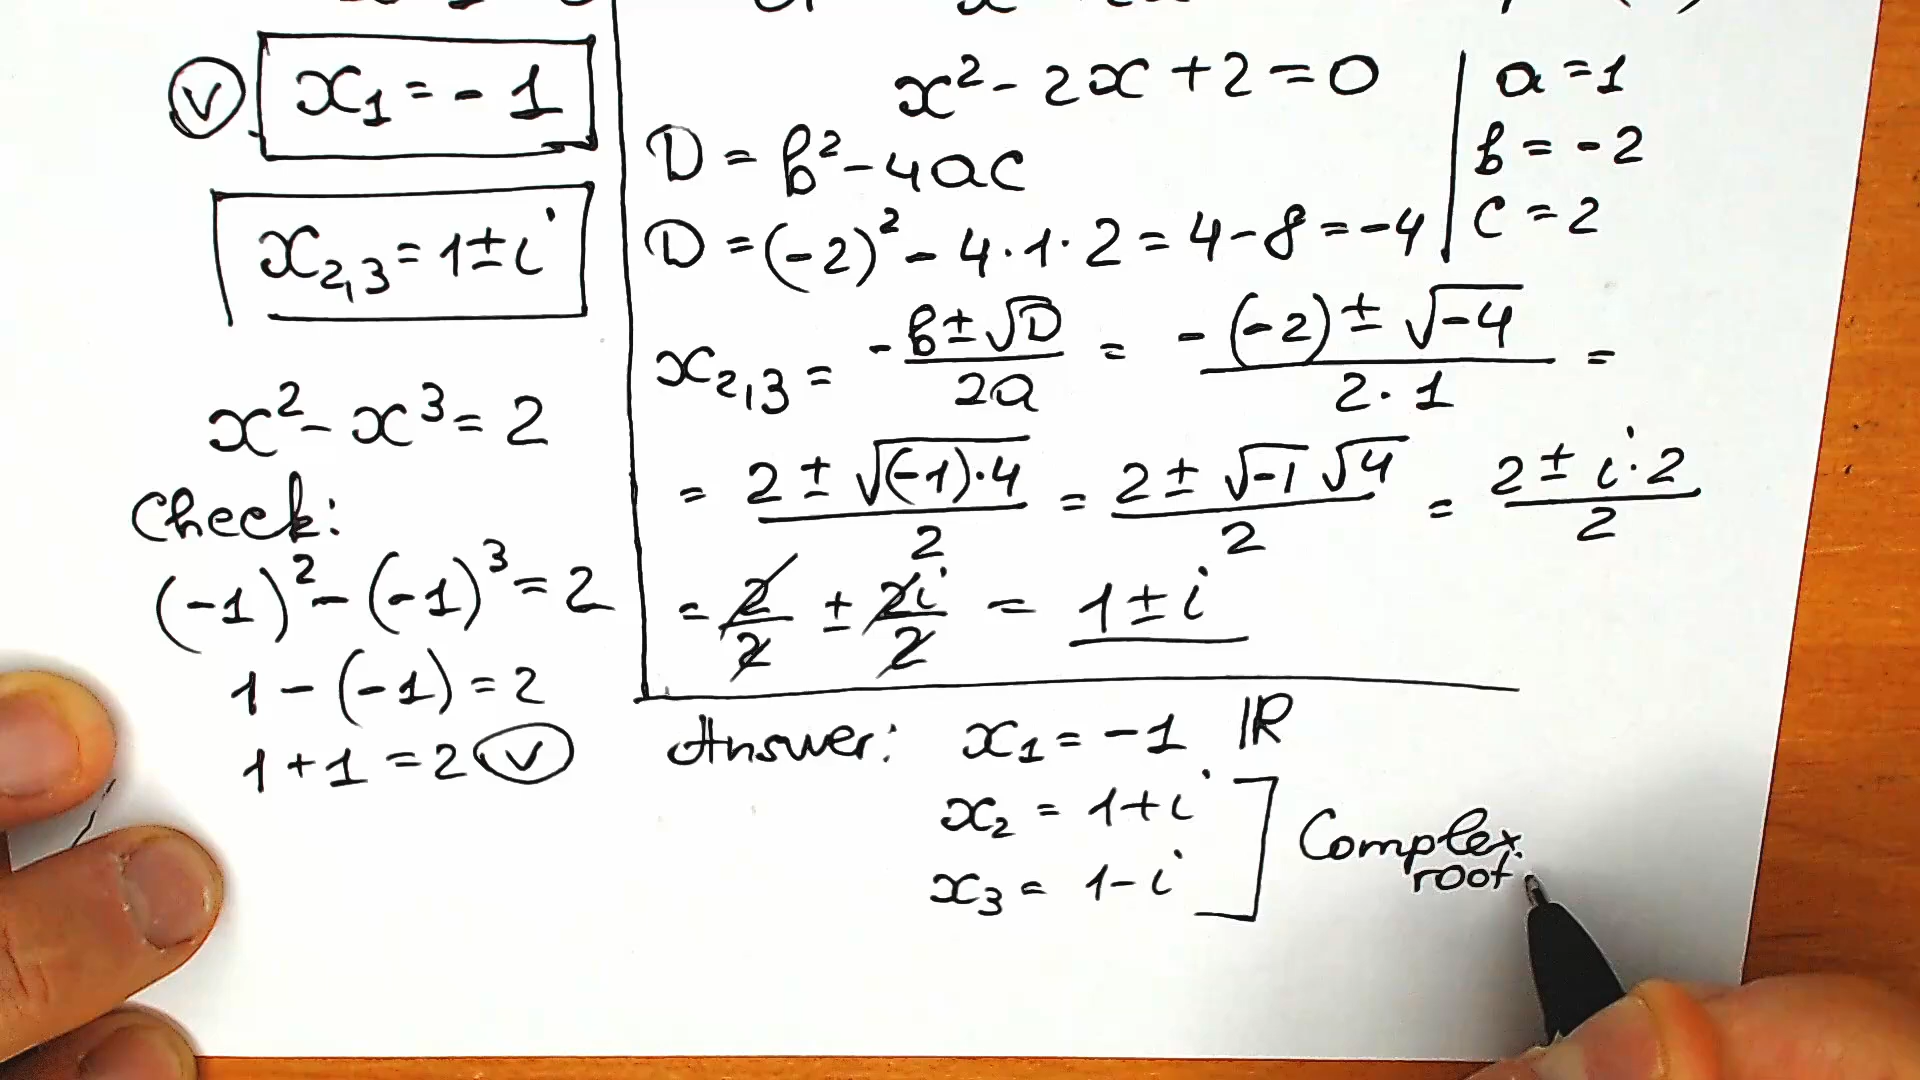 x₁ = -1
x₂,₃ = 1 ± i
x² - x³ = 2
Check:
(-1)² - (-1)³ = 2
1 - (-1) = 2
1 + 1 = 2 (v)
x² - 2x + 2 = 0
a = 1
b = -2
c = 2
D = b² - 4ac
D = (-2)² - 4·1·2 = 4 - 8 = -4
x₂,₃ = (-b ± √D)/(2a) = (-(-2) ± √-4)/(2·1) =
= (2 ± √((-1)·4))/2 = (2 ± √-1 √4)/2 = (2 ± i·2)/2
= 2/2 ± 2i/2 = 1 ± i
Answer: x₁ = -1 ℝ
x₂ = 1 + i
x₃ = 1 - i
Complex
root